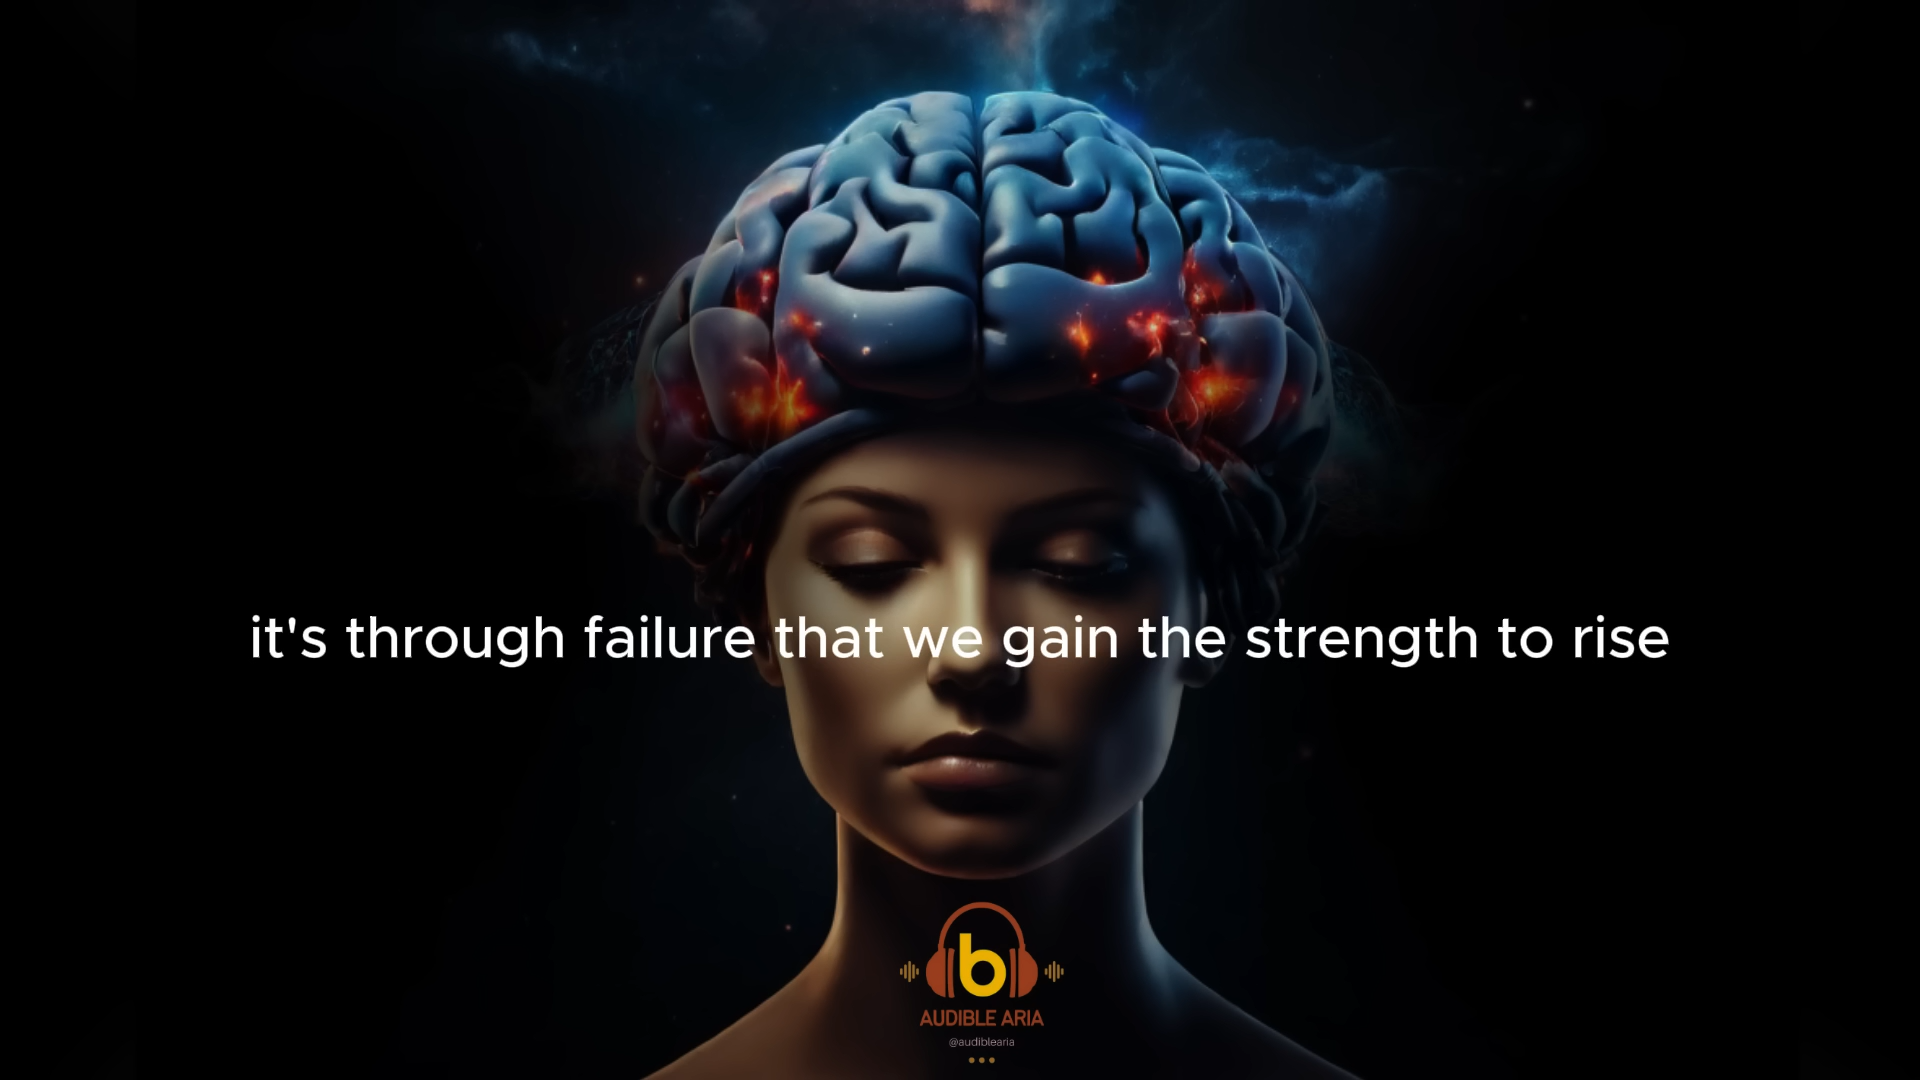 it's through failure that we gain the strength to rise
b
AUDIBLE ARIA
@audiblearia